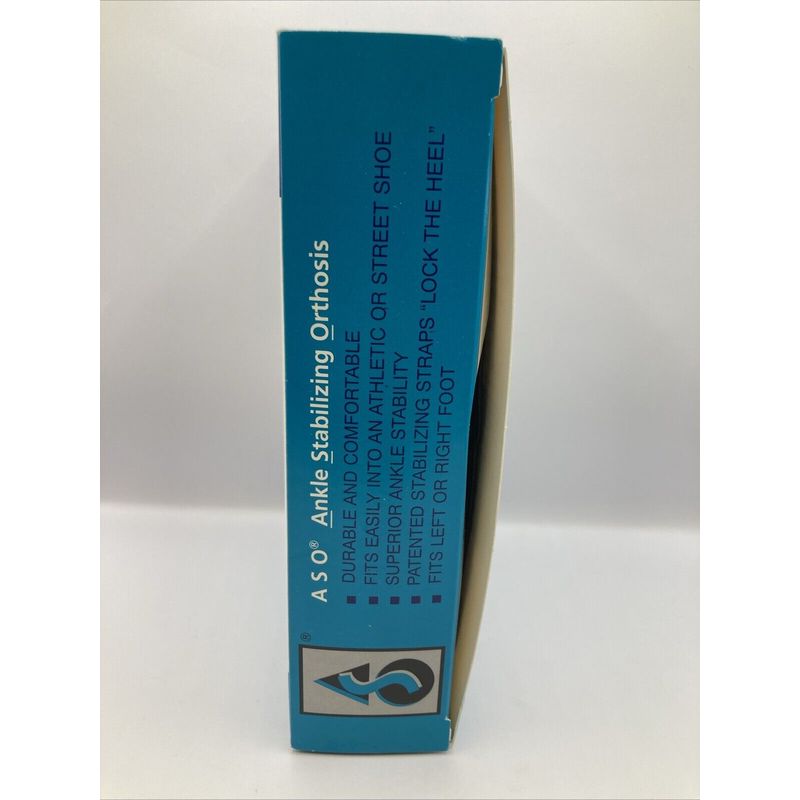 ASO® Ankle Stabilizing Orthosis
■ DURABLE AND COMFORTABLE
■ FITS EASILY INTO AN ATHLETIC OR STREET SHOE
■ SUPERIOR ANKLE STABILITY
■ PATENTED STABILIZING STRAPS "LOCK THE HEEL"
■ FITS LEFT OR RIGHT FOOT
®
ASO